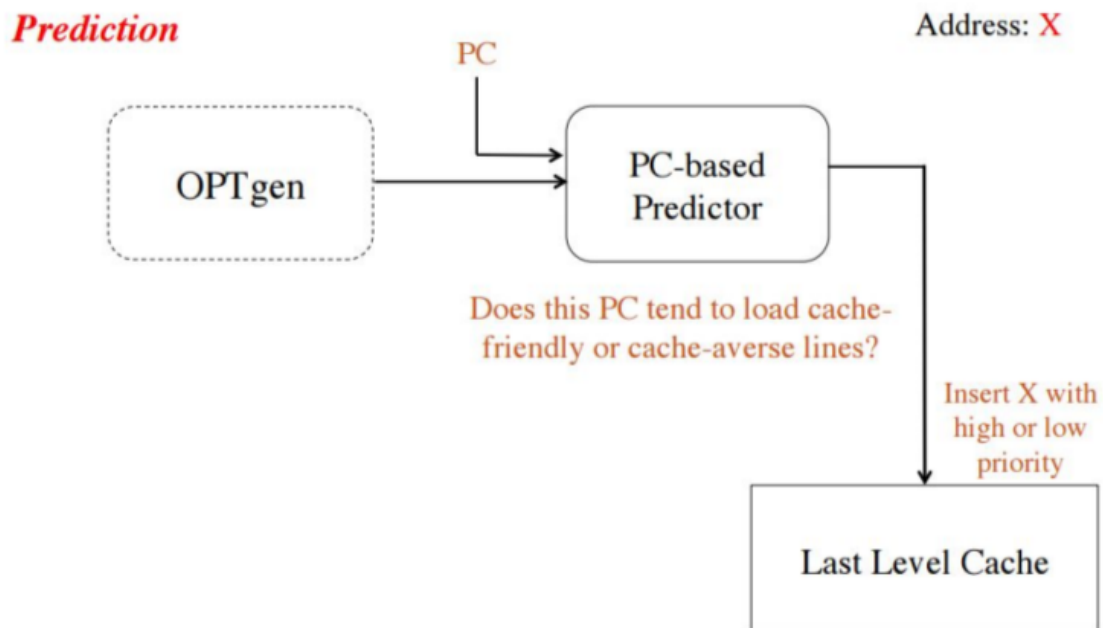 Prediction
Address: X
PC
OPTgen
PC-based
Predictor
Does this PC tend to load cache-
friendly or cache-averse lines?
Insert X with
high or low
priority
Last Level Cache